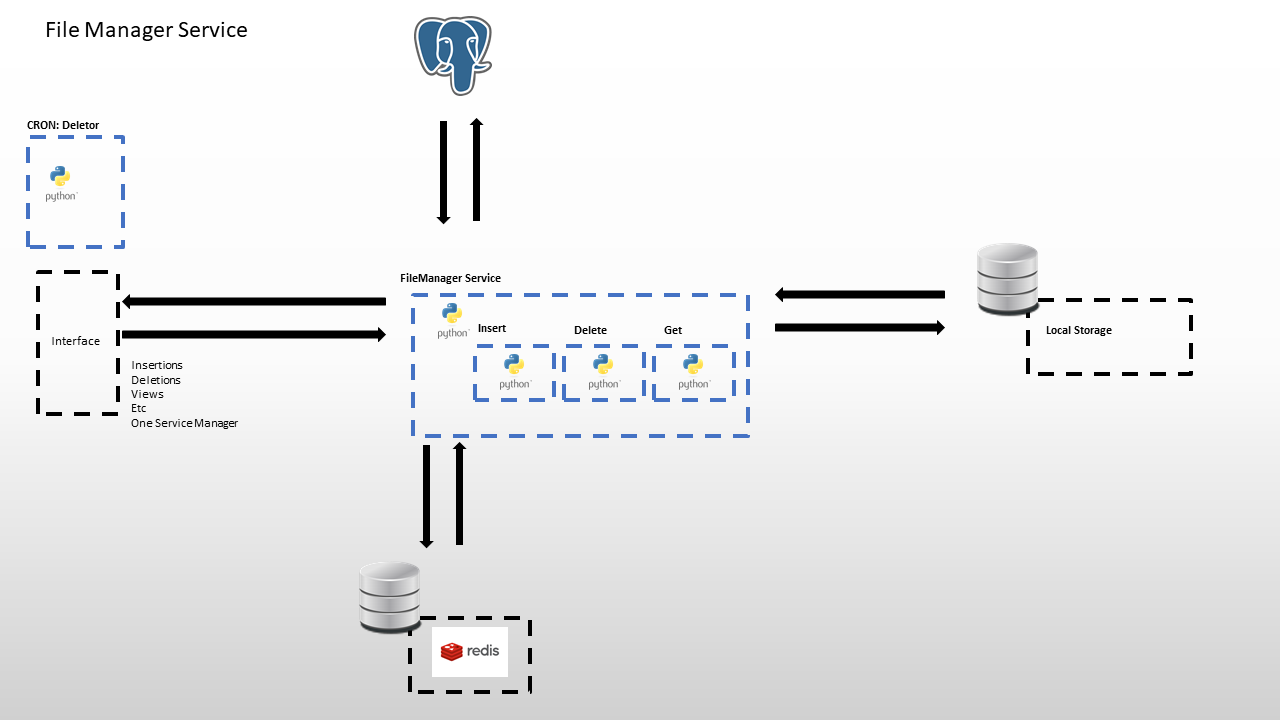 File Manager Service
CRON: Deletor
python
FileManager Service
python
Insert
Delete
Get
python
python
python
Interface
Insertions
Deletions
Views
Etc
One Service Manager
Local Storage
redis